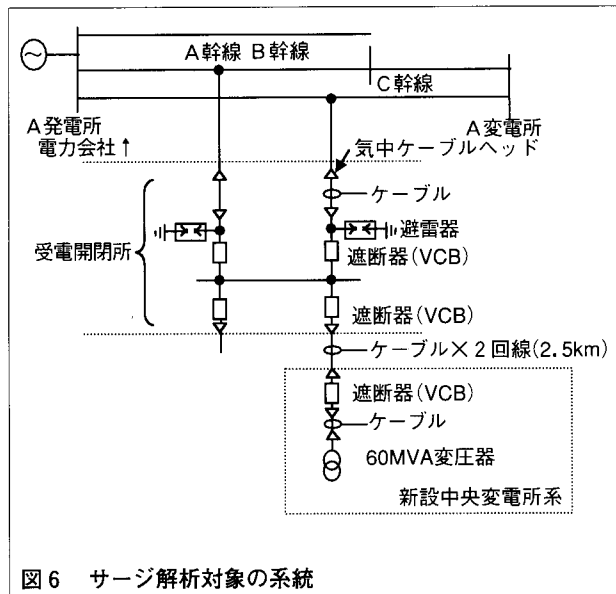 A幹線 B幹線
C幹線
A発電所
電力会社↑
A変電所
気中ケーブルヘッド
ケーブル
避雷器
受電開閉所
遮断器(VCB)
遮断器(VCB)
ケーブル×2回線(2.5km)
遮断器(VCB)
ケーブル
60MVA変圧器
新設中央変電所系
図6 サージ解析対象の系統